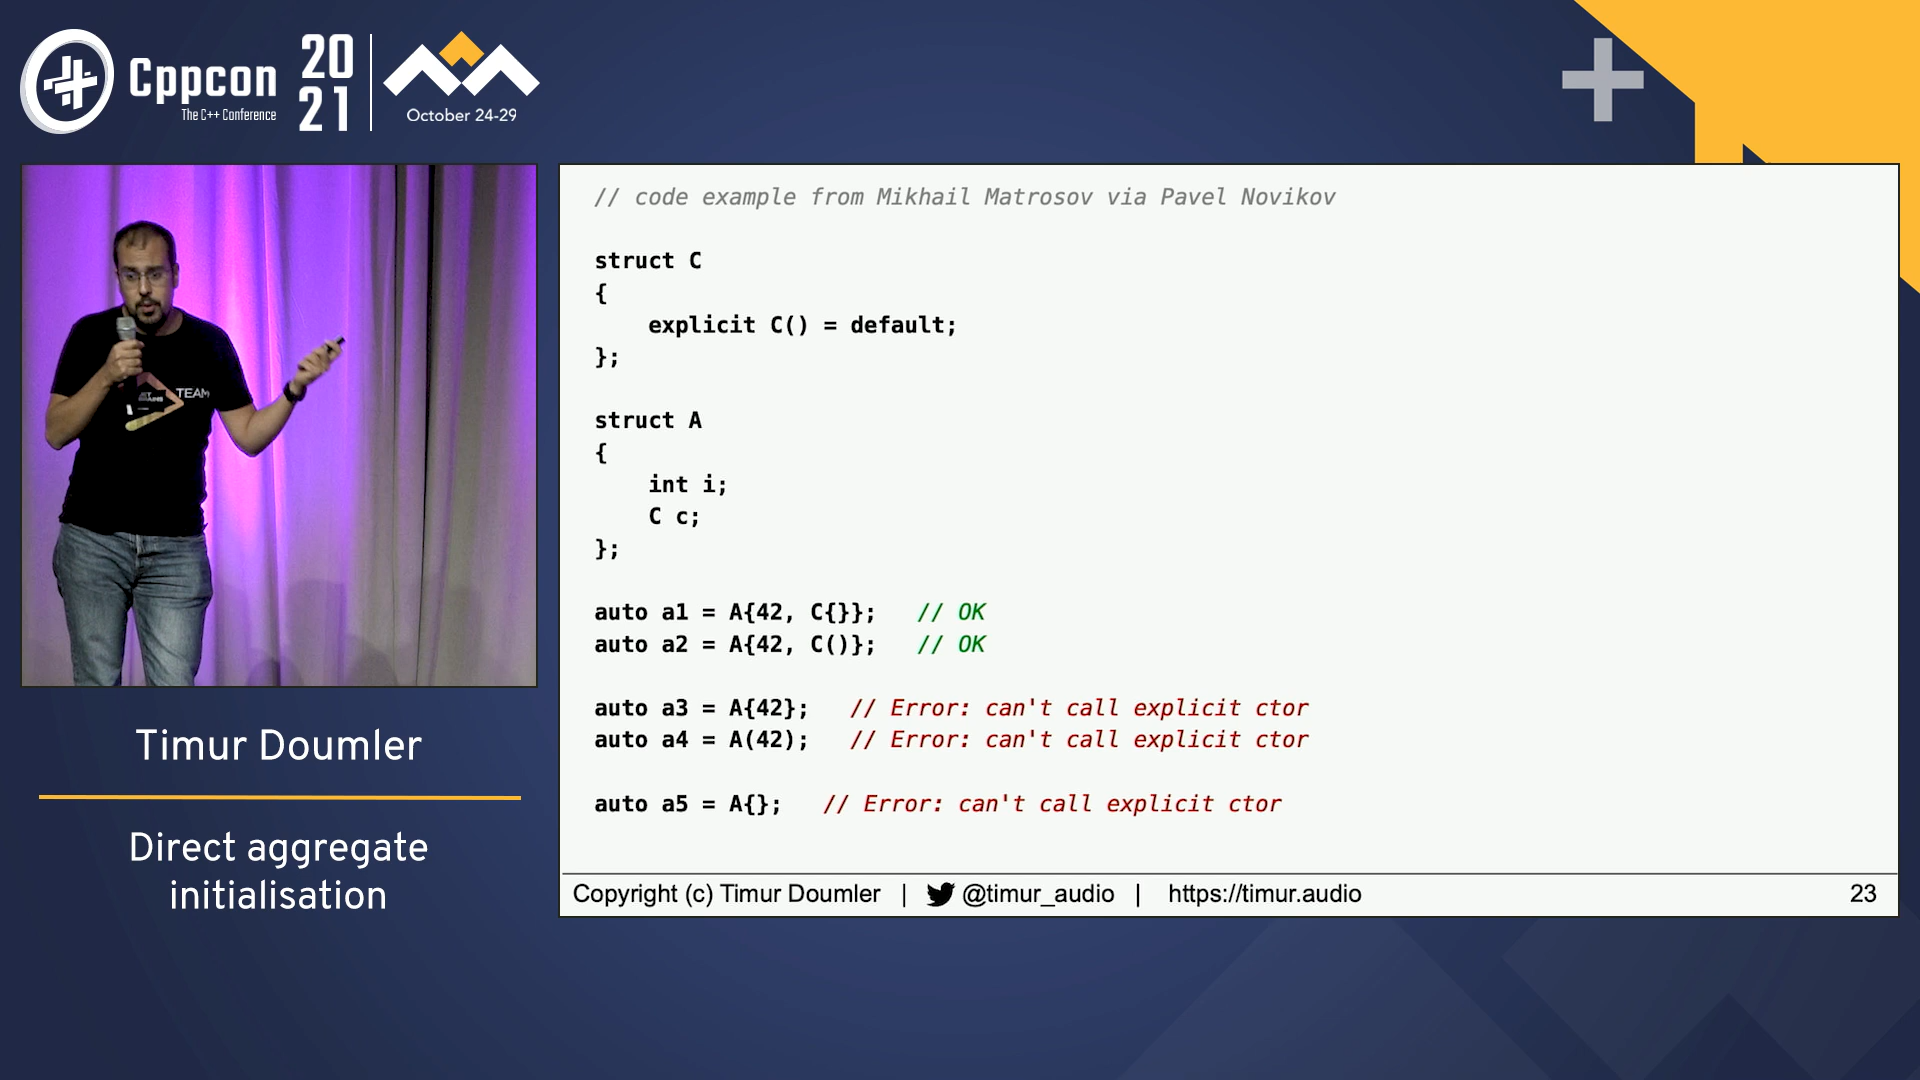 Cppcon
The C++ Conference
20
21
October 24-29
TEAM
Timur Doumler
Direct aggregate
initialisation
// code example from Mikhail Matrosov via Pavel Novikov
struct C
{
    explicit C() = default;
};
struct A
{
    int i;
    C c;
};
auto a1 = A{42, C{}};   // OK
auto a2 = A{42, C()};   // OK
auto a3 = A{42};   // Error: can't call explicit ctor
auto a4 = A(42);   // Error: can't call explicit ctor
auto a5 = A{};   // Error: can't call explicit ctor
Copyright (c) Timur Doumler | @timur_audio | https://timur.audio
23